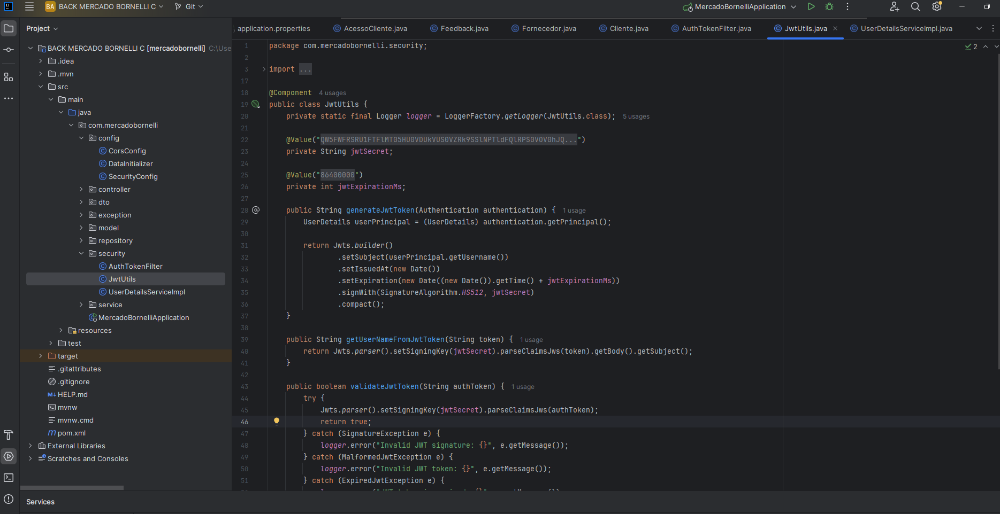 BA BACK MERCADO BORNELLI C Git MercadoBornelliApplication
Project
application.properties AcessoCliente.java Feedback.java Fornecedor.java Cliente.java AuthTokenFilter.java JwtUtils.java UserDetailsServiceImpl.java
BACK MERCADO BORNELLI C [mercadobornelli] C:\Use
.idea
.mvn
src
main
java
com.mercadobornelli
config
CorsConfig
DataInitializer
SecurityConfig
controller
dto
exception
model
repository
security
AuthTokenFilter
JwtUtils
UserDetailsServiceImpl
service
MercadoBornelliApplication
resources
test
target
.gitattributes
.gitignore
M↓ HELP.md
mvnw
mvnw.cmd
m pom.xml
External Libraries
Scratches and Consoles
2
1 package com.mercadobornelli.security;
2
3 import ...
17
18 @Component 4 usages
19 public class JwtUtils {
20 private static final Logger logger = LoggerFactory.getLogger(JwtUtils.class); 5 usages
21
22 @Value("QW5FWFRSRU1FTFlMT05HU0VDUkVUS0VZRk9SSlNPTldFQlRPS0VOV0hJQ...")
23 private String jwtSecret;
24
25 @Value("86400000")
26 private int jwtExpirationMs;
27
28 public String generateJwtToken(Authentication authentication) { 1 usage
29 UserDetails userPrincipal = (UserDetails) authentication.getPrincipal();
30
31 return Jwts.builder()
32 .setSubject(userPrincipal.getUsername())
33 .setIssuedAt(new Date())
34 .setExpiration(new Date((new Date()).getTime() + jwtExpirationMs))
35 .signWith(SignatureAlgorithm.HS512, jwtSecret)
36 .compact();
37 }
38
39 public String getUserNameFromJwtToken(String token) { 1 usage
40 return Jwts.parser().setSigningKey(jwtSecret).parseClaimsJws(token).getBody().getSubject();
41 }
42
43 public boolean validateJwtToken(String authToken) { 1 usage
44 try {
45 Jwts.parser().setSigningKey(jwtSecret).parseClaimsJws(authToken);
46 return true;
47 } catch (SignatureException e) {
48 logger.error("Invalid JWT signature: {}", e.getMessage());
49 } catch (MalformedJwtException e) {
50 logger.error("Invalid JWT token: {}", e.getMessage());
51 } catch (ExpiredJwtException e) {
Services